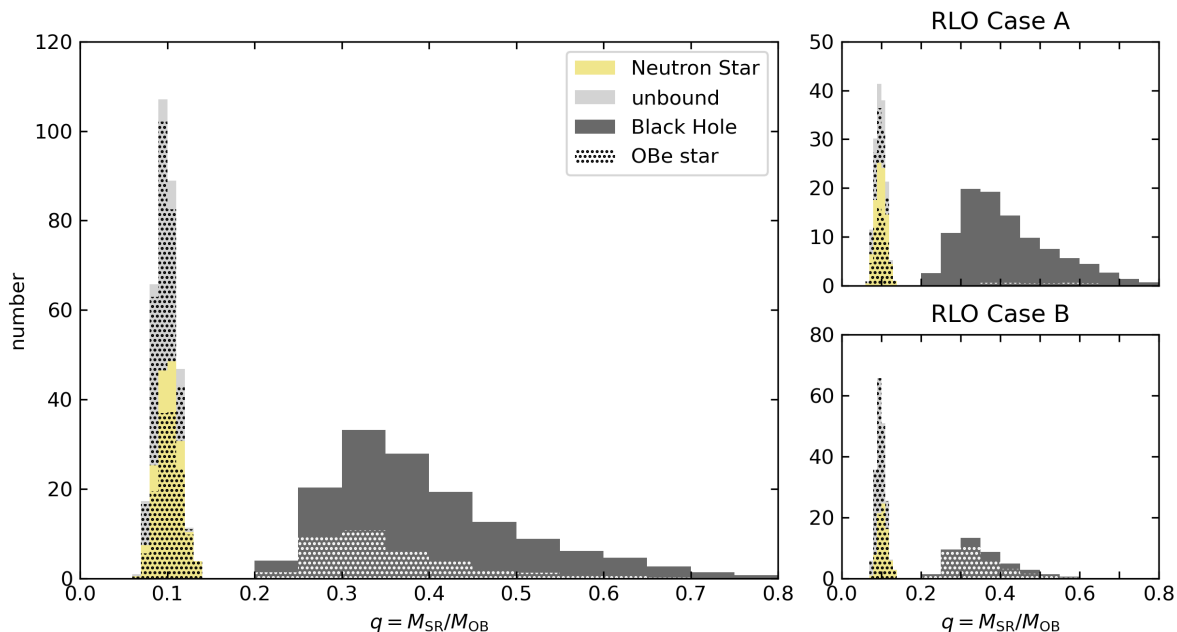 120
100
80
60
40
20
0
number
0.0 0.1 0.2 0.3 0.4 0.5 0.6 0.7 0.8
q = M_SR/M_OB
Neutron Star
unbound
Black Hole
OBe star
RLO Case A
50
40
30
20
10
0
0.0 0.2 0.4 0.6 0.8
RLO Case B
80
60
40
20
0
0.0 0.2 0.4 0.6 0.8
q = M_SR/M_OB